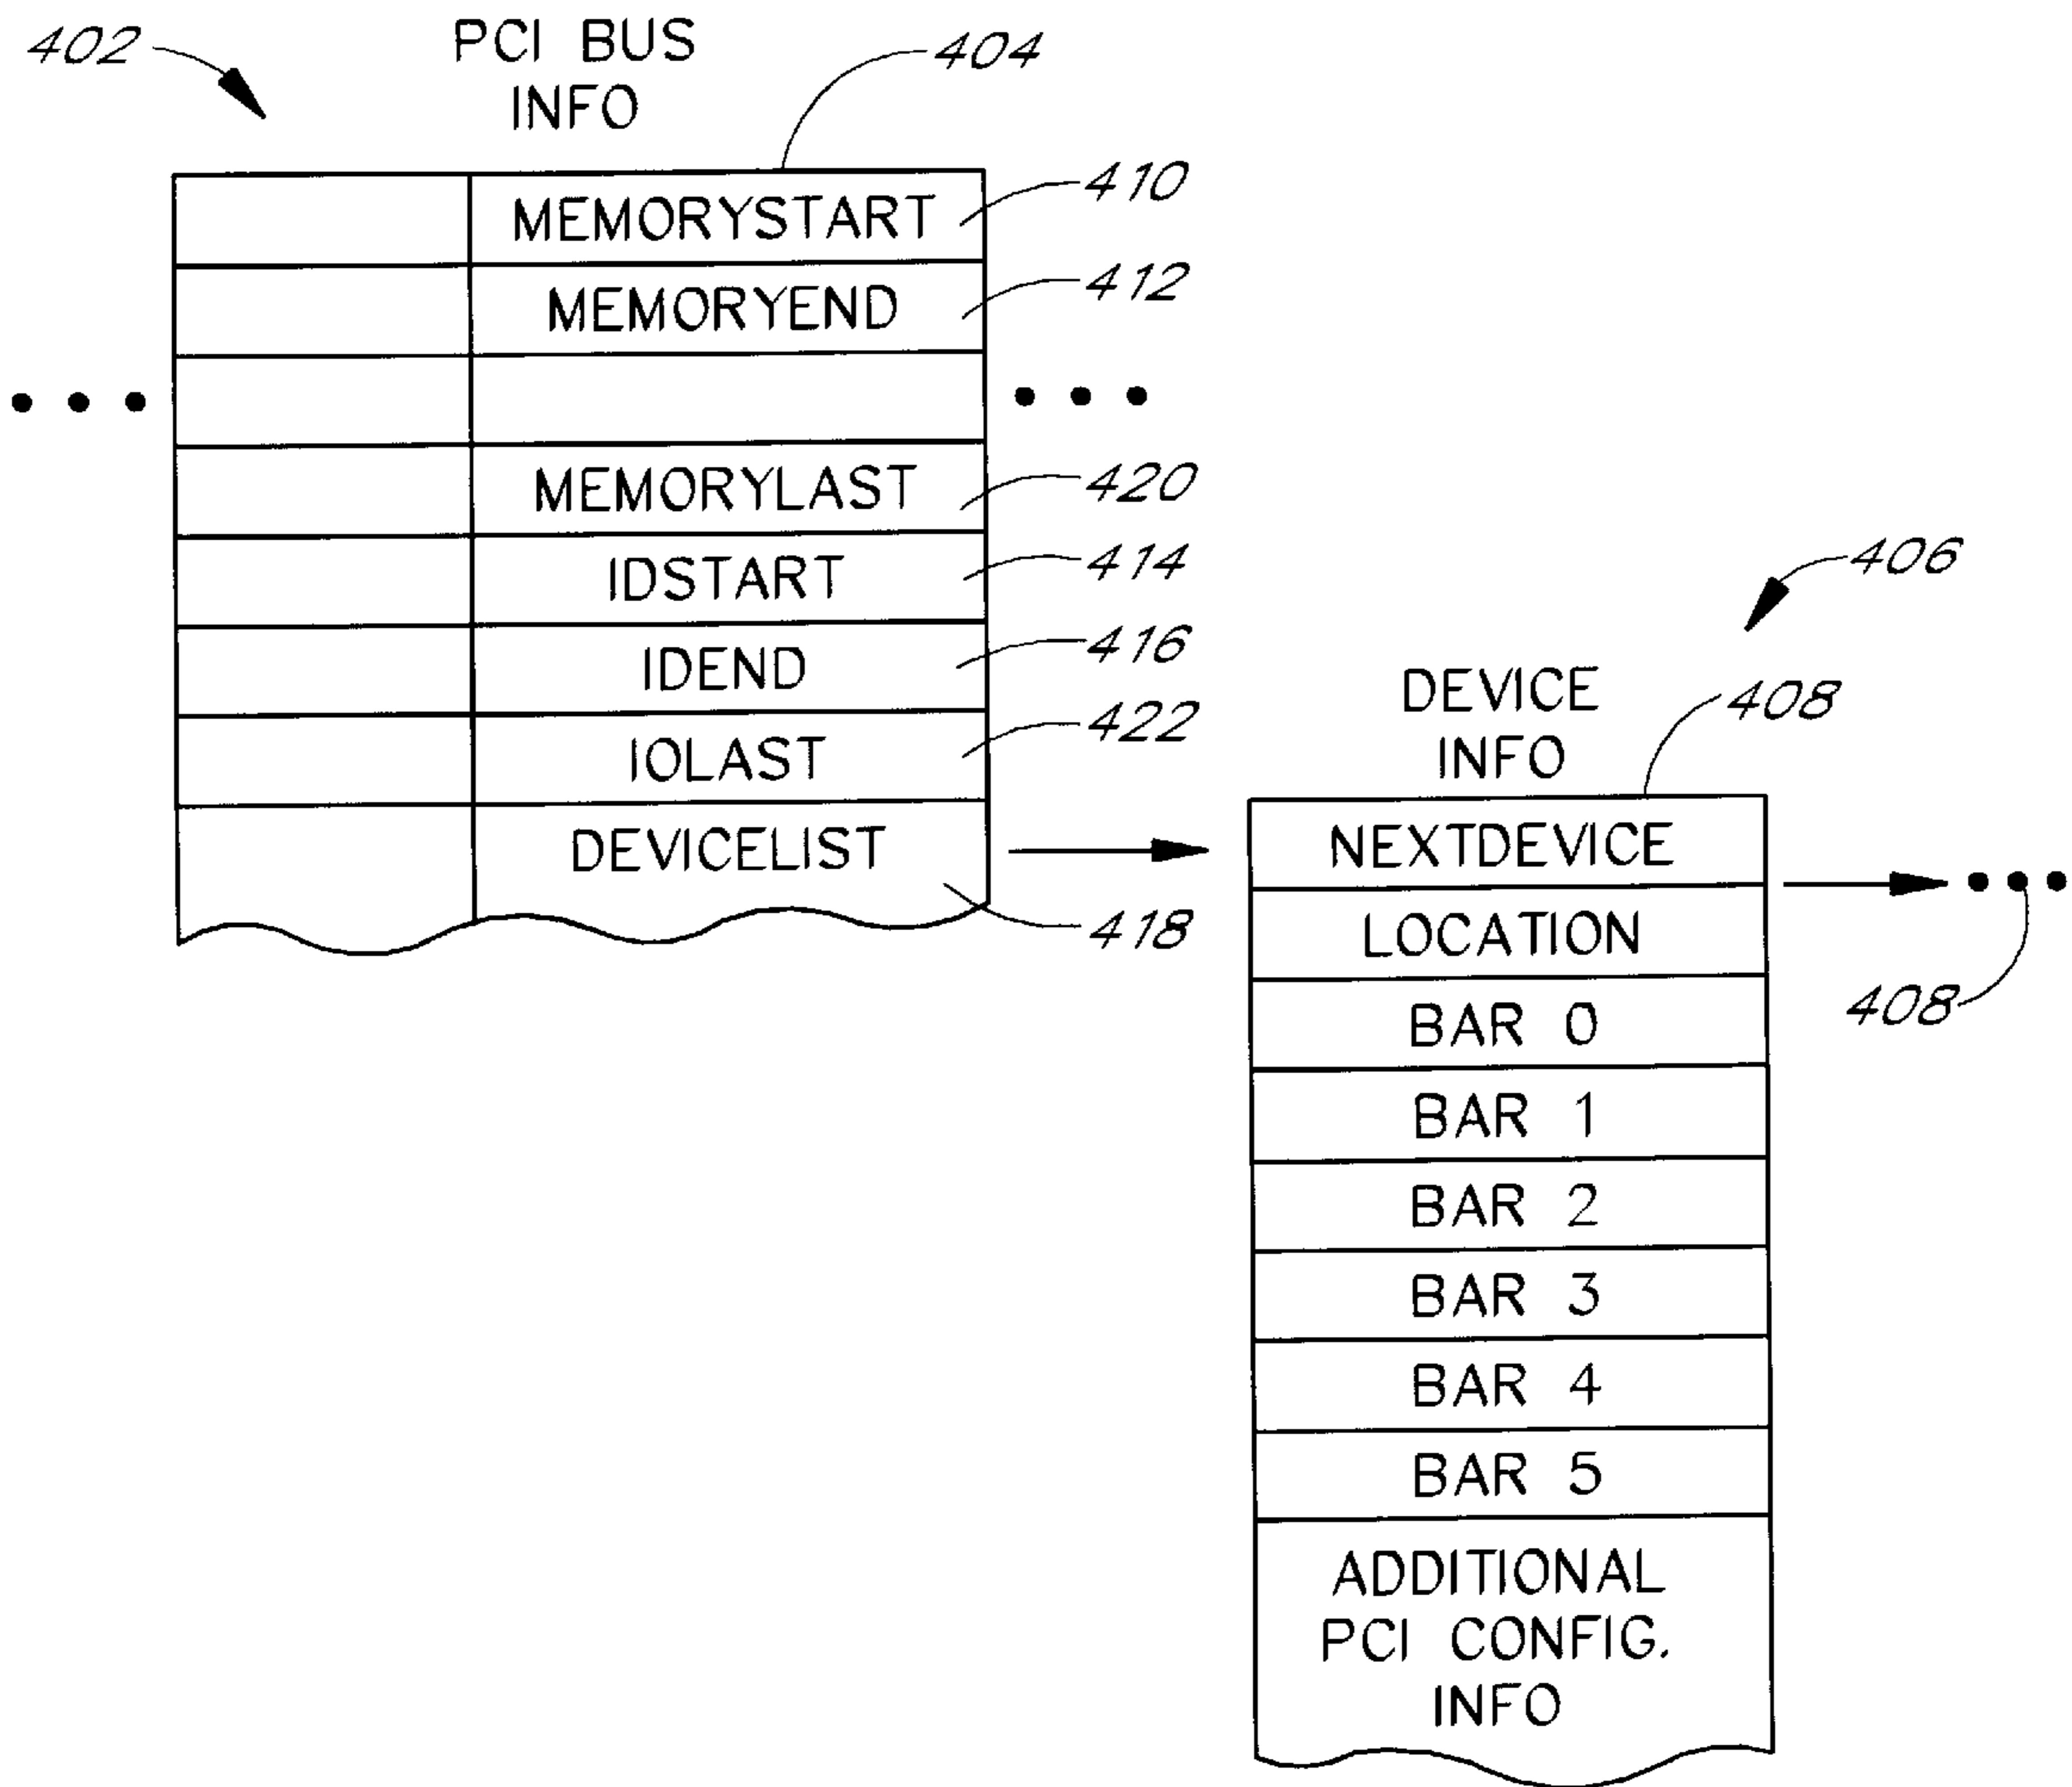 402
PCI BUS
INFO
404
MEMORYSTART
410
MEMORYEND
412
MEMORYLAST
420
IDSTART
414
IDEND
416
IOLAST
422
DEVICELIST
418
406
DEVICE
INFO
408
NEXTDEVICE
LOCATION
408
BAR 0
BAR 1
BAR 2
BAR 3
BAR 4
BAR 5
ADDITIONAL
PCI CONFIG.
INFO